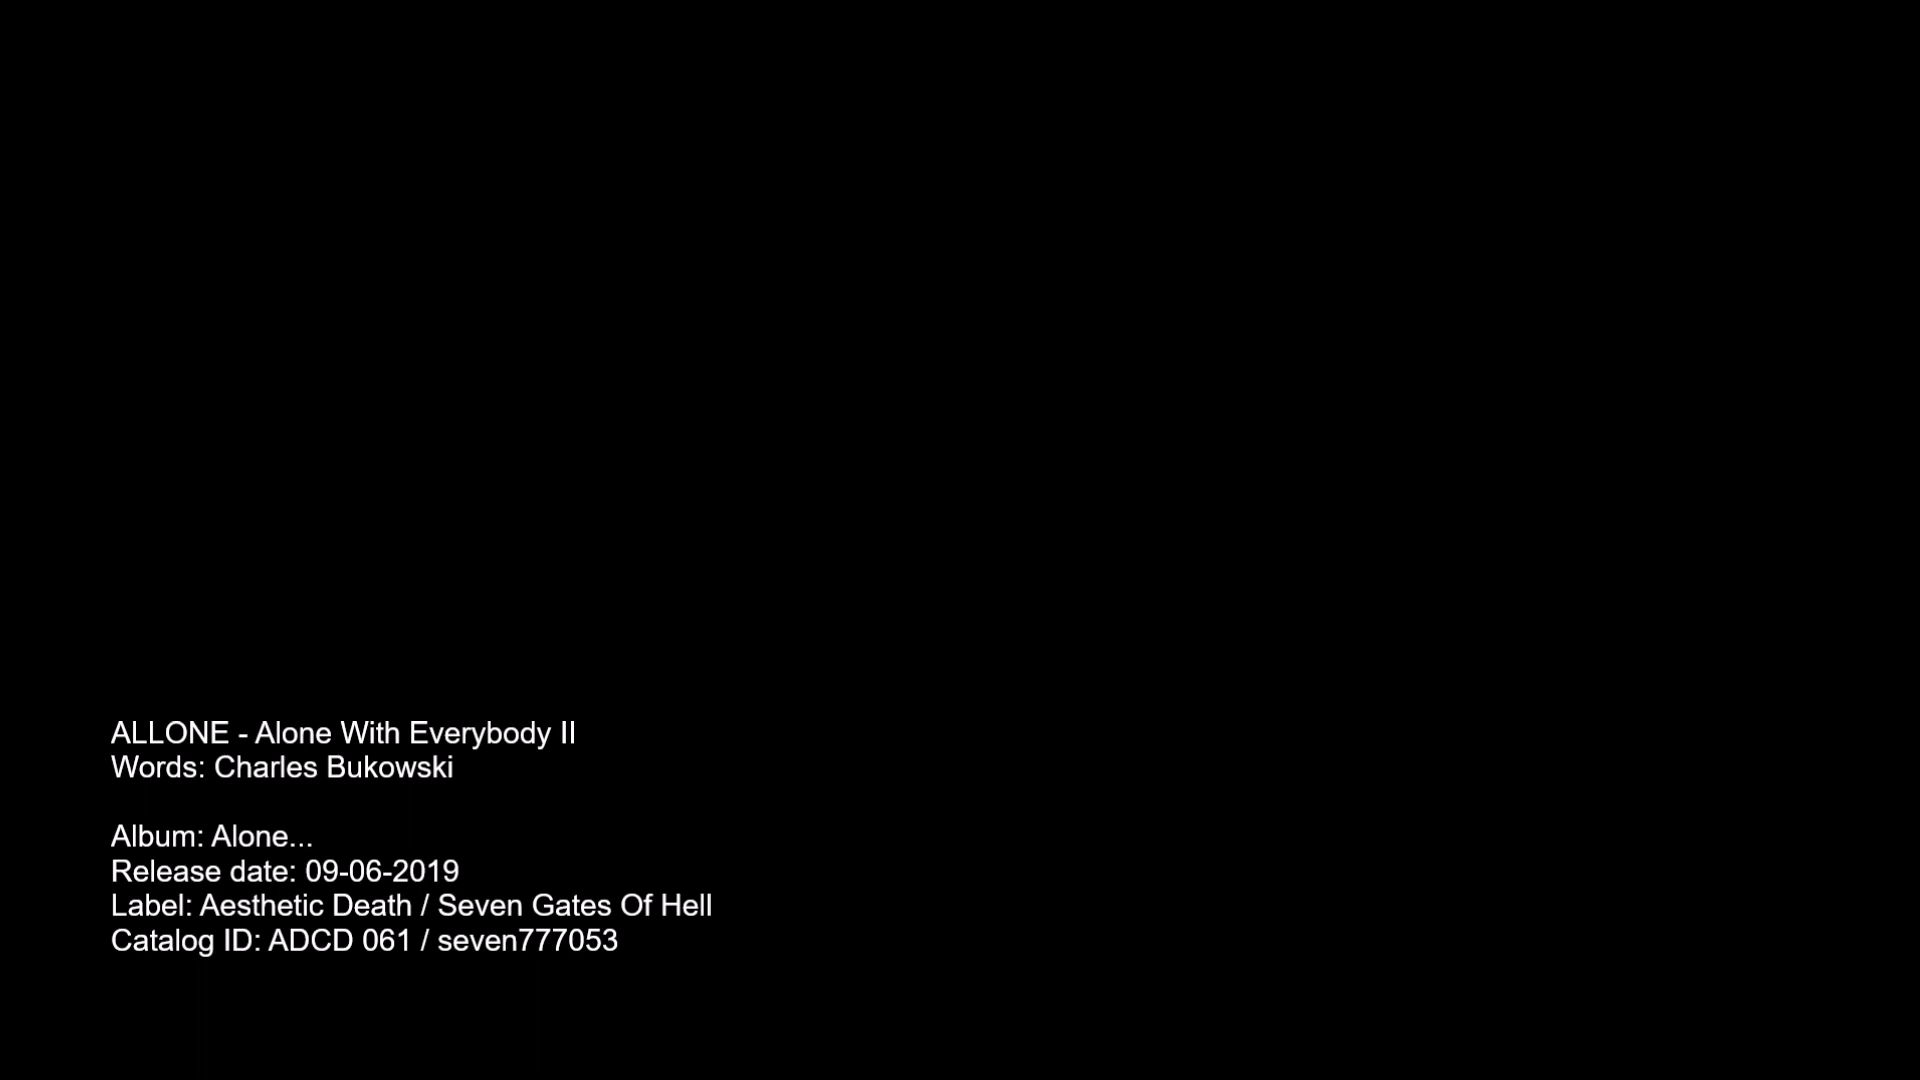 ALLONE - Alone With Everybody II
Words: Charles Bukowski
Album: Alone...
Release date: 09-06-2019
Label: Aesthetic Death / Seven Gates Of Hell
Catalog ID: ADCD 061 / seven777053